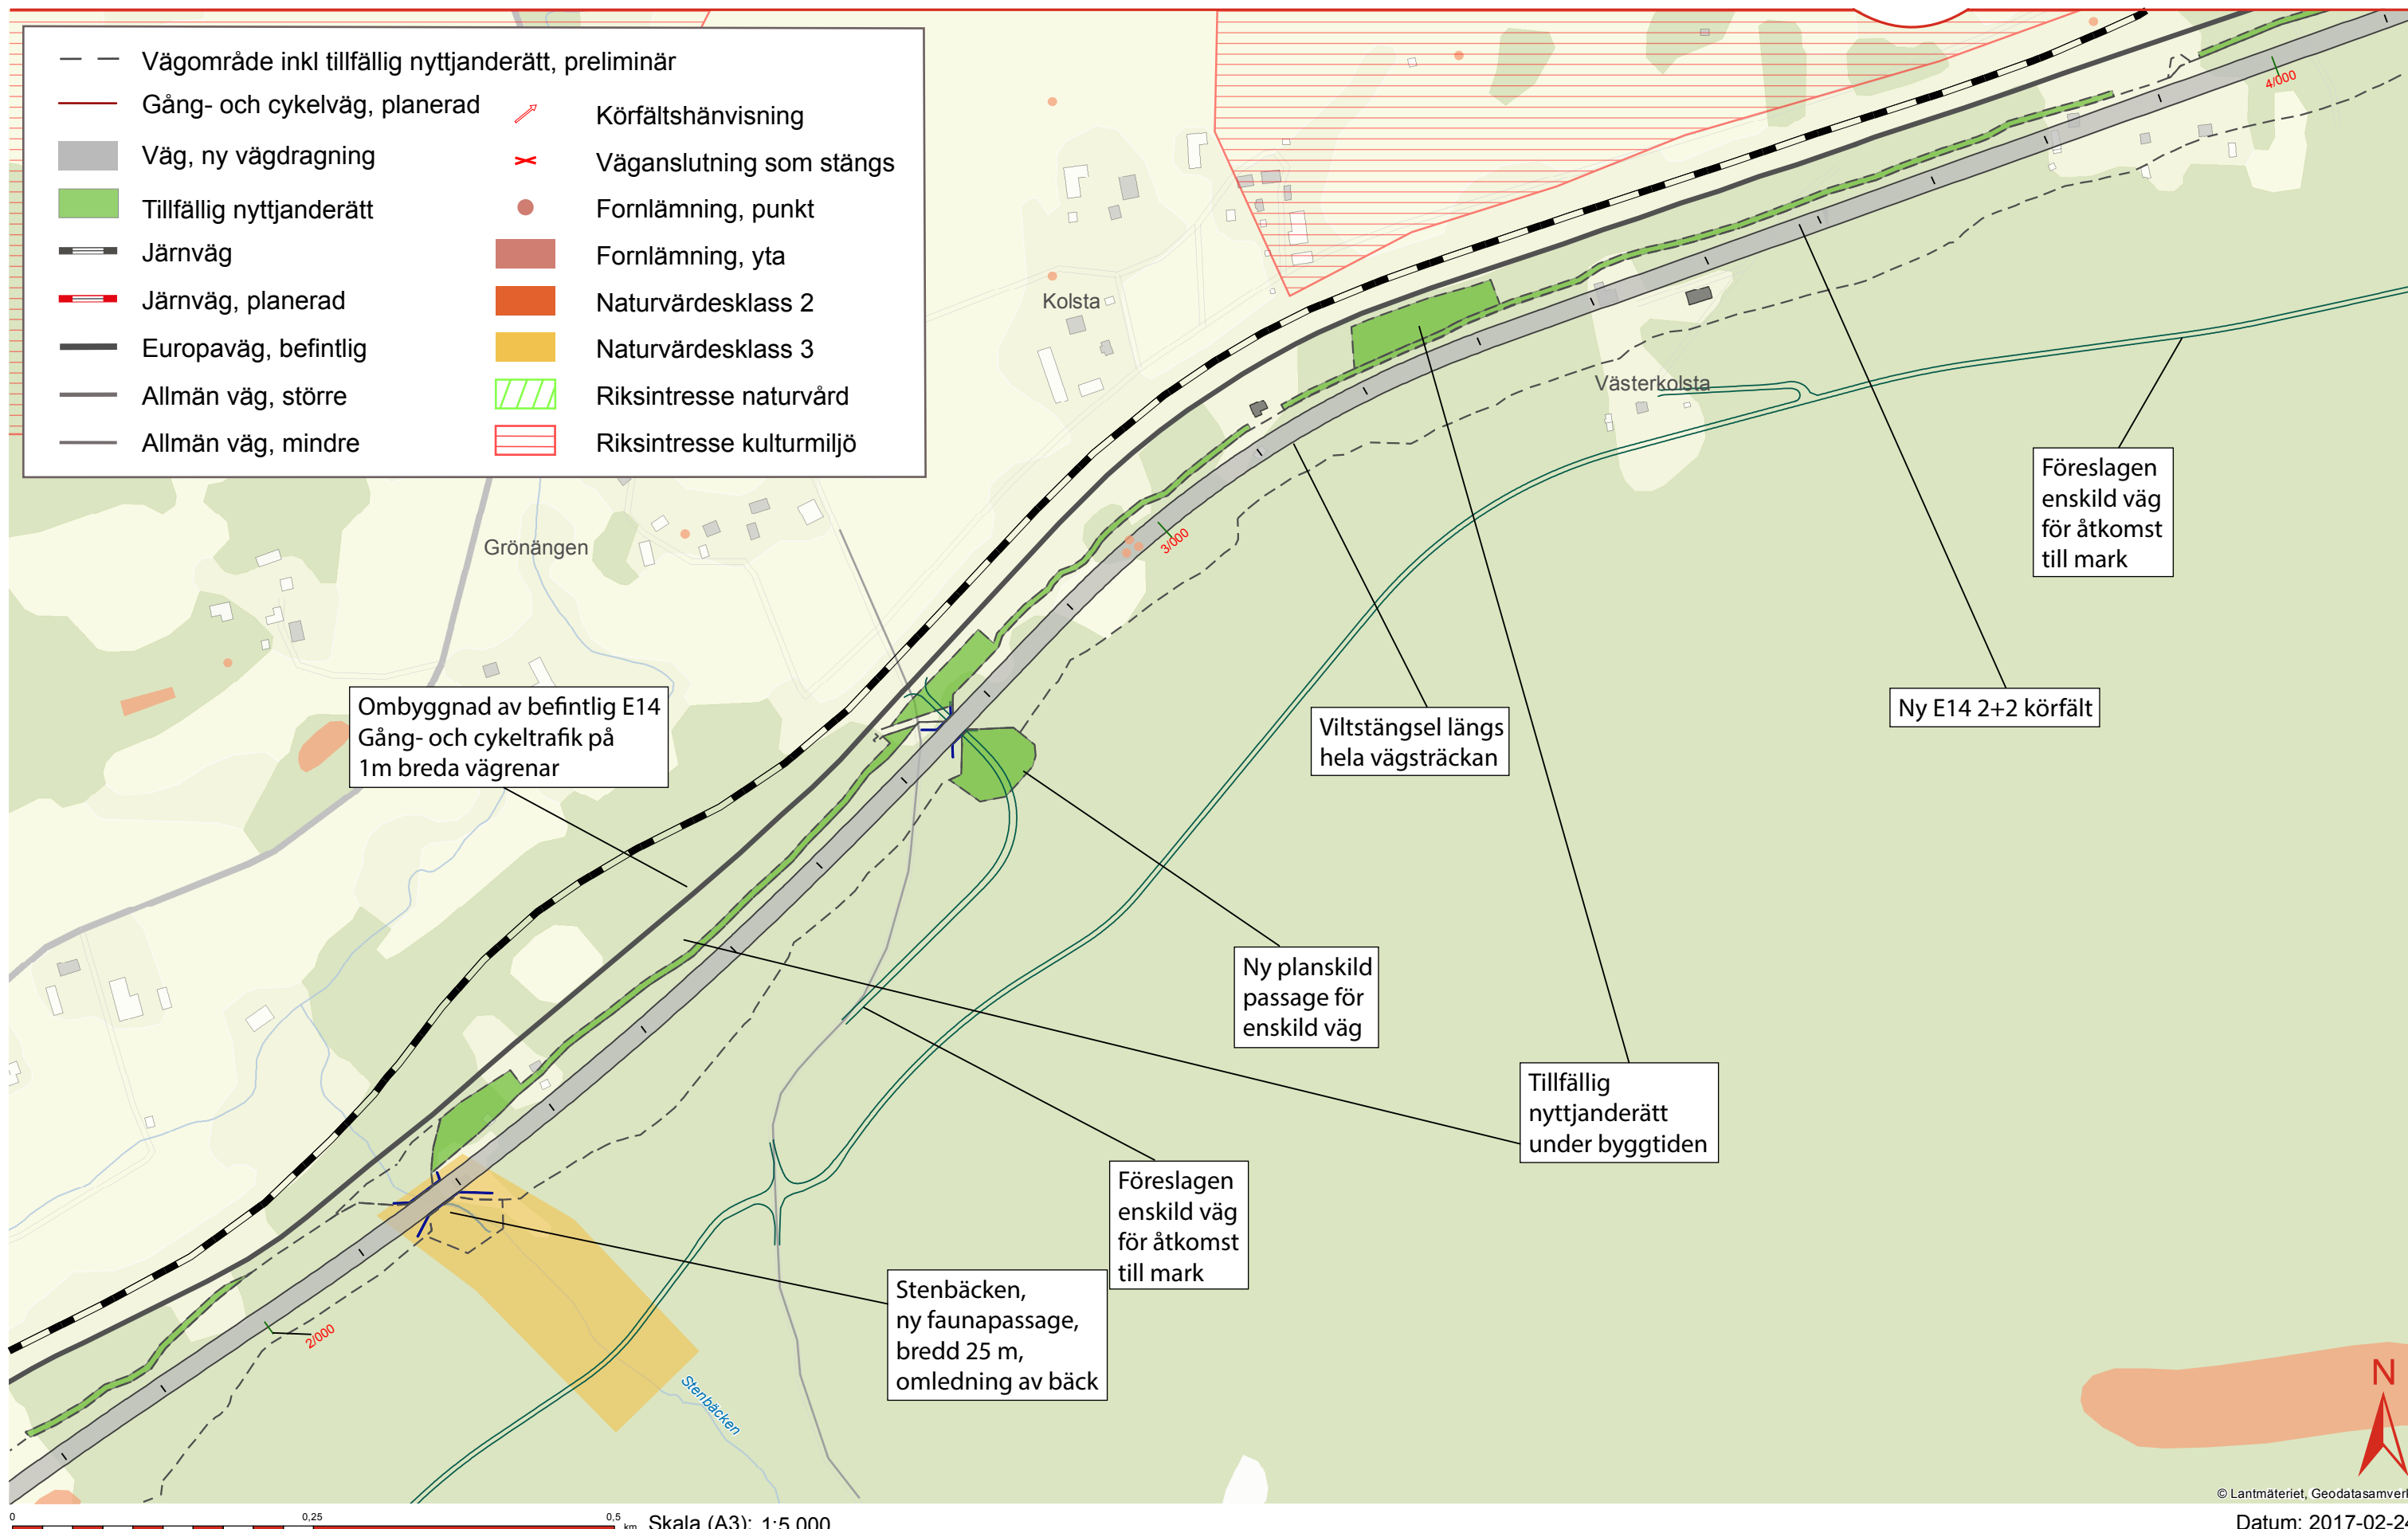 Vägområde inkl tillfällig nyttjanderätt, preliminär
Gång- och cykelväg, planerad
Väg, ny vägdragning
Tillfällig nyttjanderätt
Järnväg
Järnväg, planerad
Europaväg, befintlig
Allmän väg, större
Allmän väg, mindre
Körfältshänvisning
Väganslutning som stängs
Fornlämning, punkt
Fornlämning, yta
Naturvärdesklass 2
Naturvärdesklass 3
Riksintresse naturvård
Riksintresse kulturmiljö
4/000
Kolsta
Västerkolsta
Föreslagen
enskild väg
för åtkomst
till mark
Grönängen
3/000
Ombyggnad av befintlig E14
Gång- och cykeltrafik på
1m breda vägrenar
Viltstängsel längs
hela vägsträckan
Ny E14 2+2 körfält
Ny planskild
passage för
enskild väg
Tillfällig
nyttjanderätt
under byggtiden
Föreslagen
enskild väg
för åtkomst
till mark
Stenbäcken,
ny faunapassage,
bredd 25 m,
omledning av bäck
2/000
Stenbäcken
N
© Lantmäteriet, Geodatasamver
0 0,25 0,5 km
Skala (A3): 1:5 000
Datum: 2017-02-24